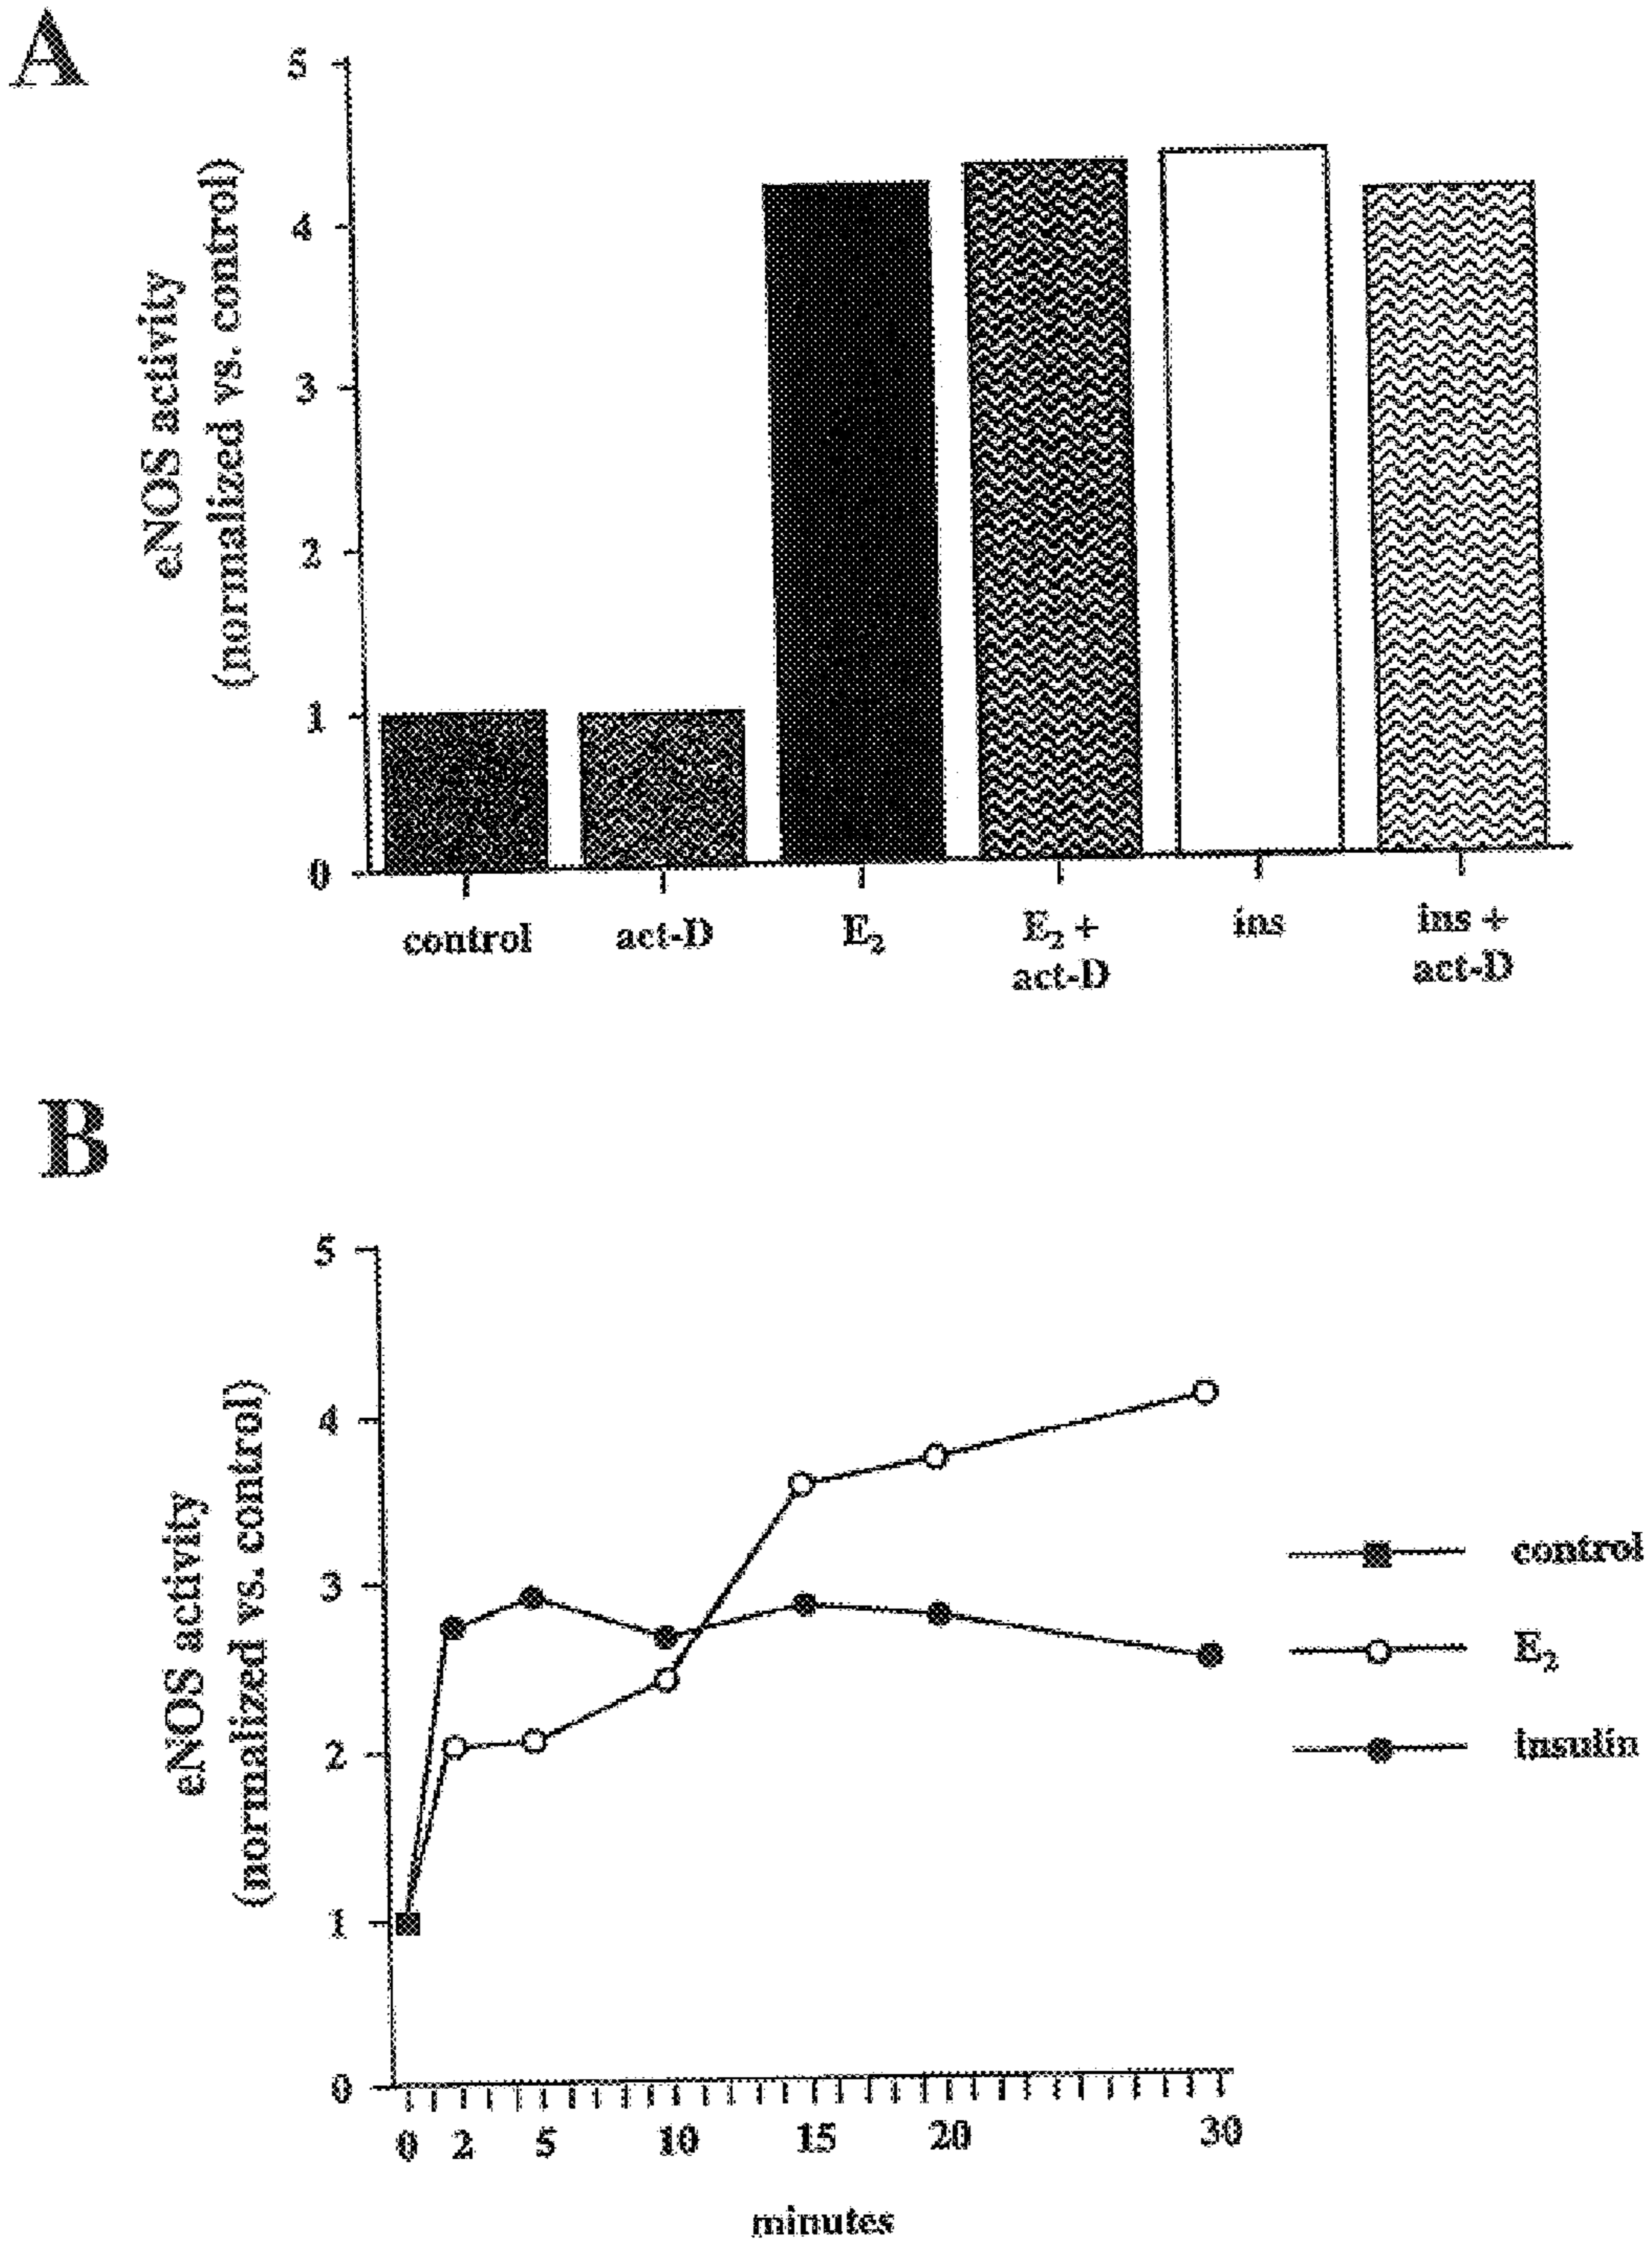 A
5
4
3
2
1
0
eNOS activity
(normalized vs. control)
control
act-D
E₂
E₂ +
act-D
ins
ins +
act-D
B
5
4
3
2
1
0
eNOS activity
(normalized vs. control)
control
E₂
insulin
0 2 5 10 15 20 30
minutes